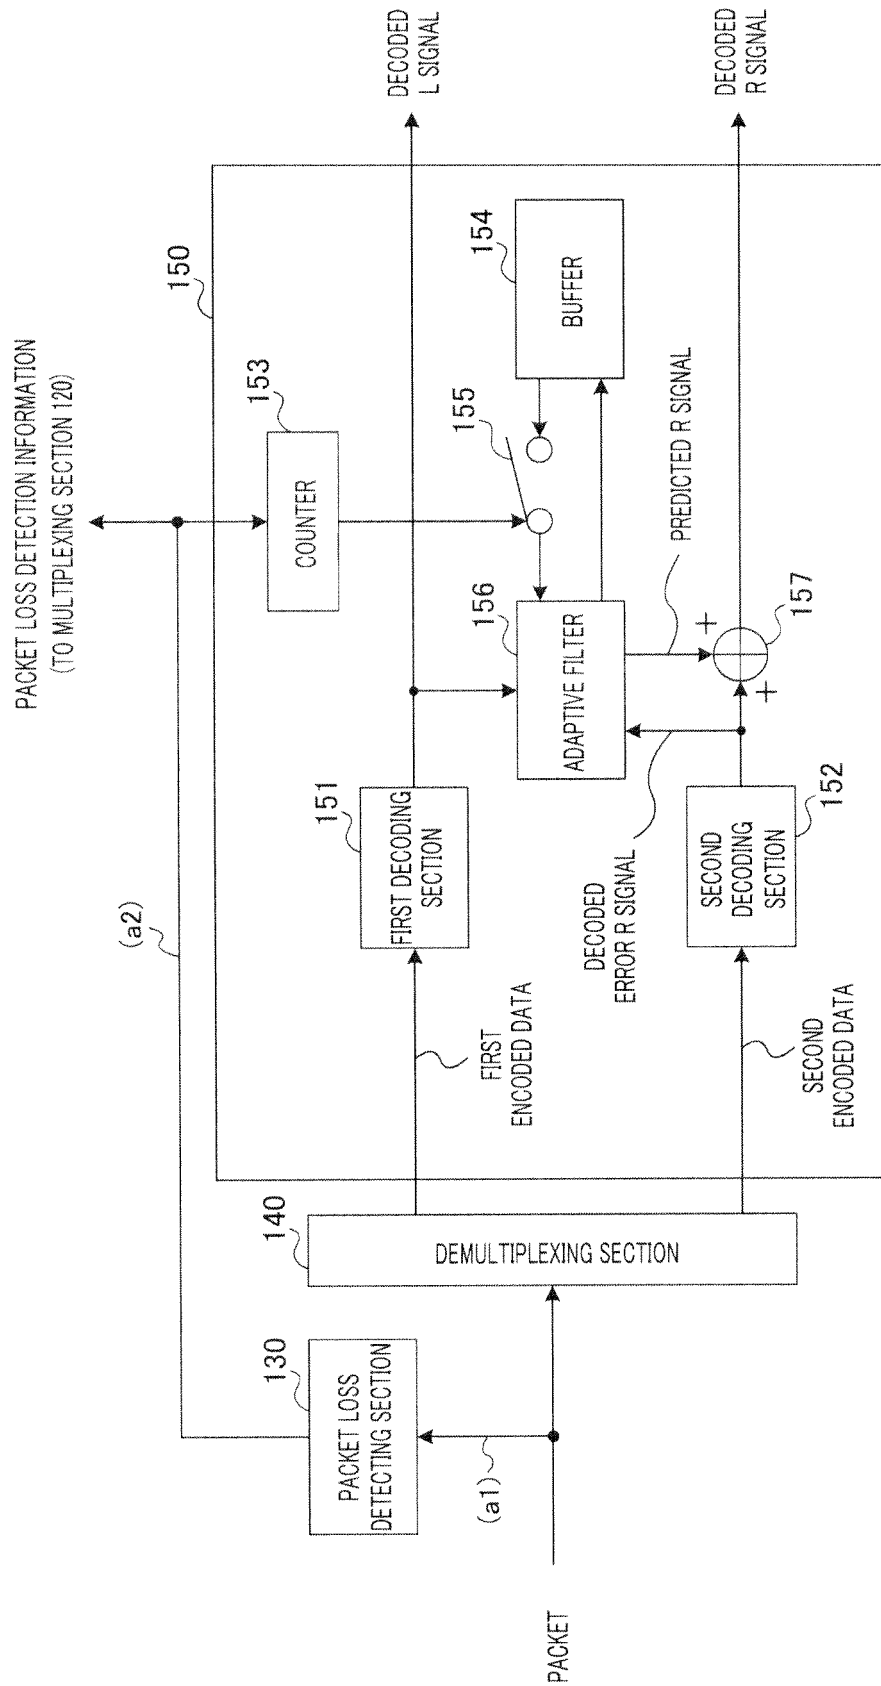 PACKET LOSS DETECTION INFORMATION
(TO MULTIPLEXING SECTION 120)
(a2)
150
153
COUNTER
DECODED
L SIGNAL
130
PACKET LOSS
DETECTING SECTION
140
DEMULTIPLEXING SECTION
FIRST
ENCODED DATA
151
FIRST DECODING
SECTION
155
154
BUFFER
156
ADAPTIVE FILTER
(a1)
PACKET
PREDICTED R SIGNAL
DECODED
ERROR R SIGNAL
SECOND
ENCODED DATA
SECOND
DECODING
SECTION
152
+
+
157
DECODED
R SIGNAL